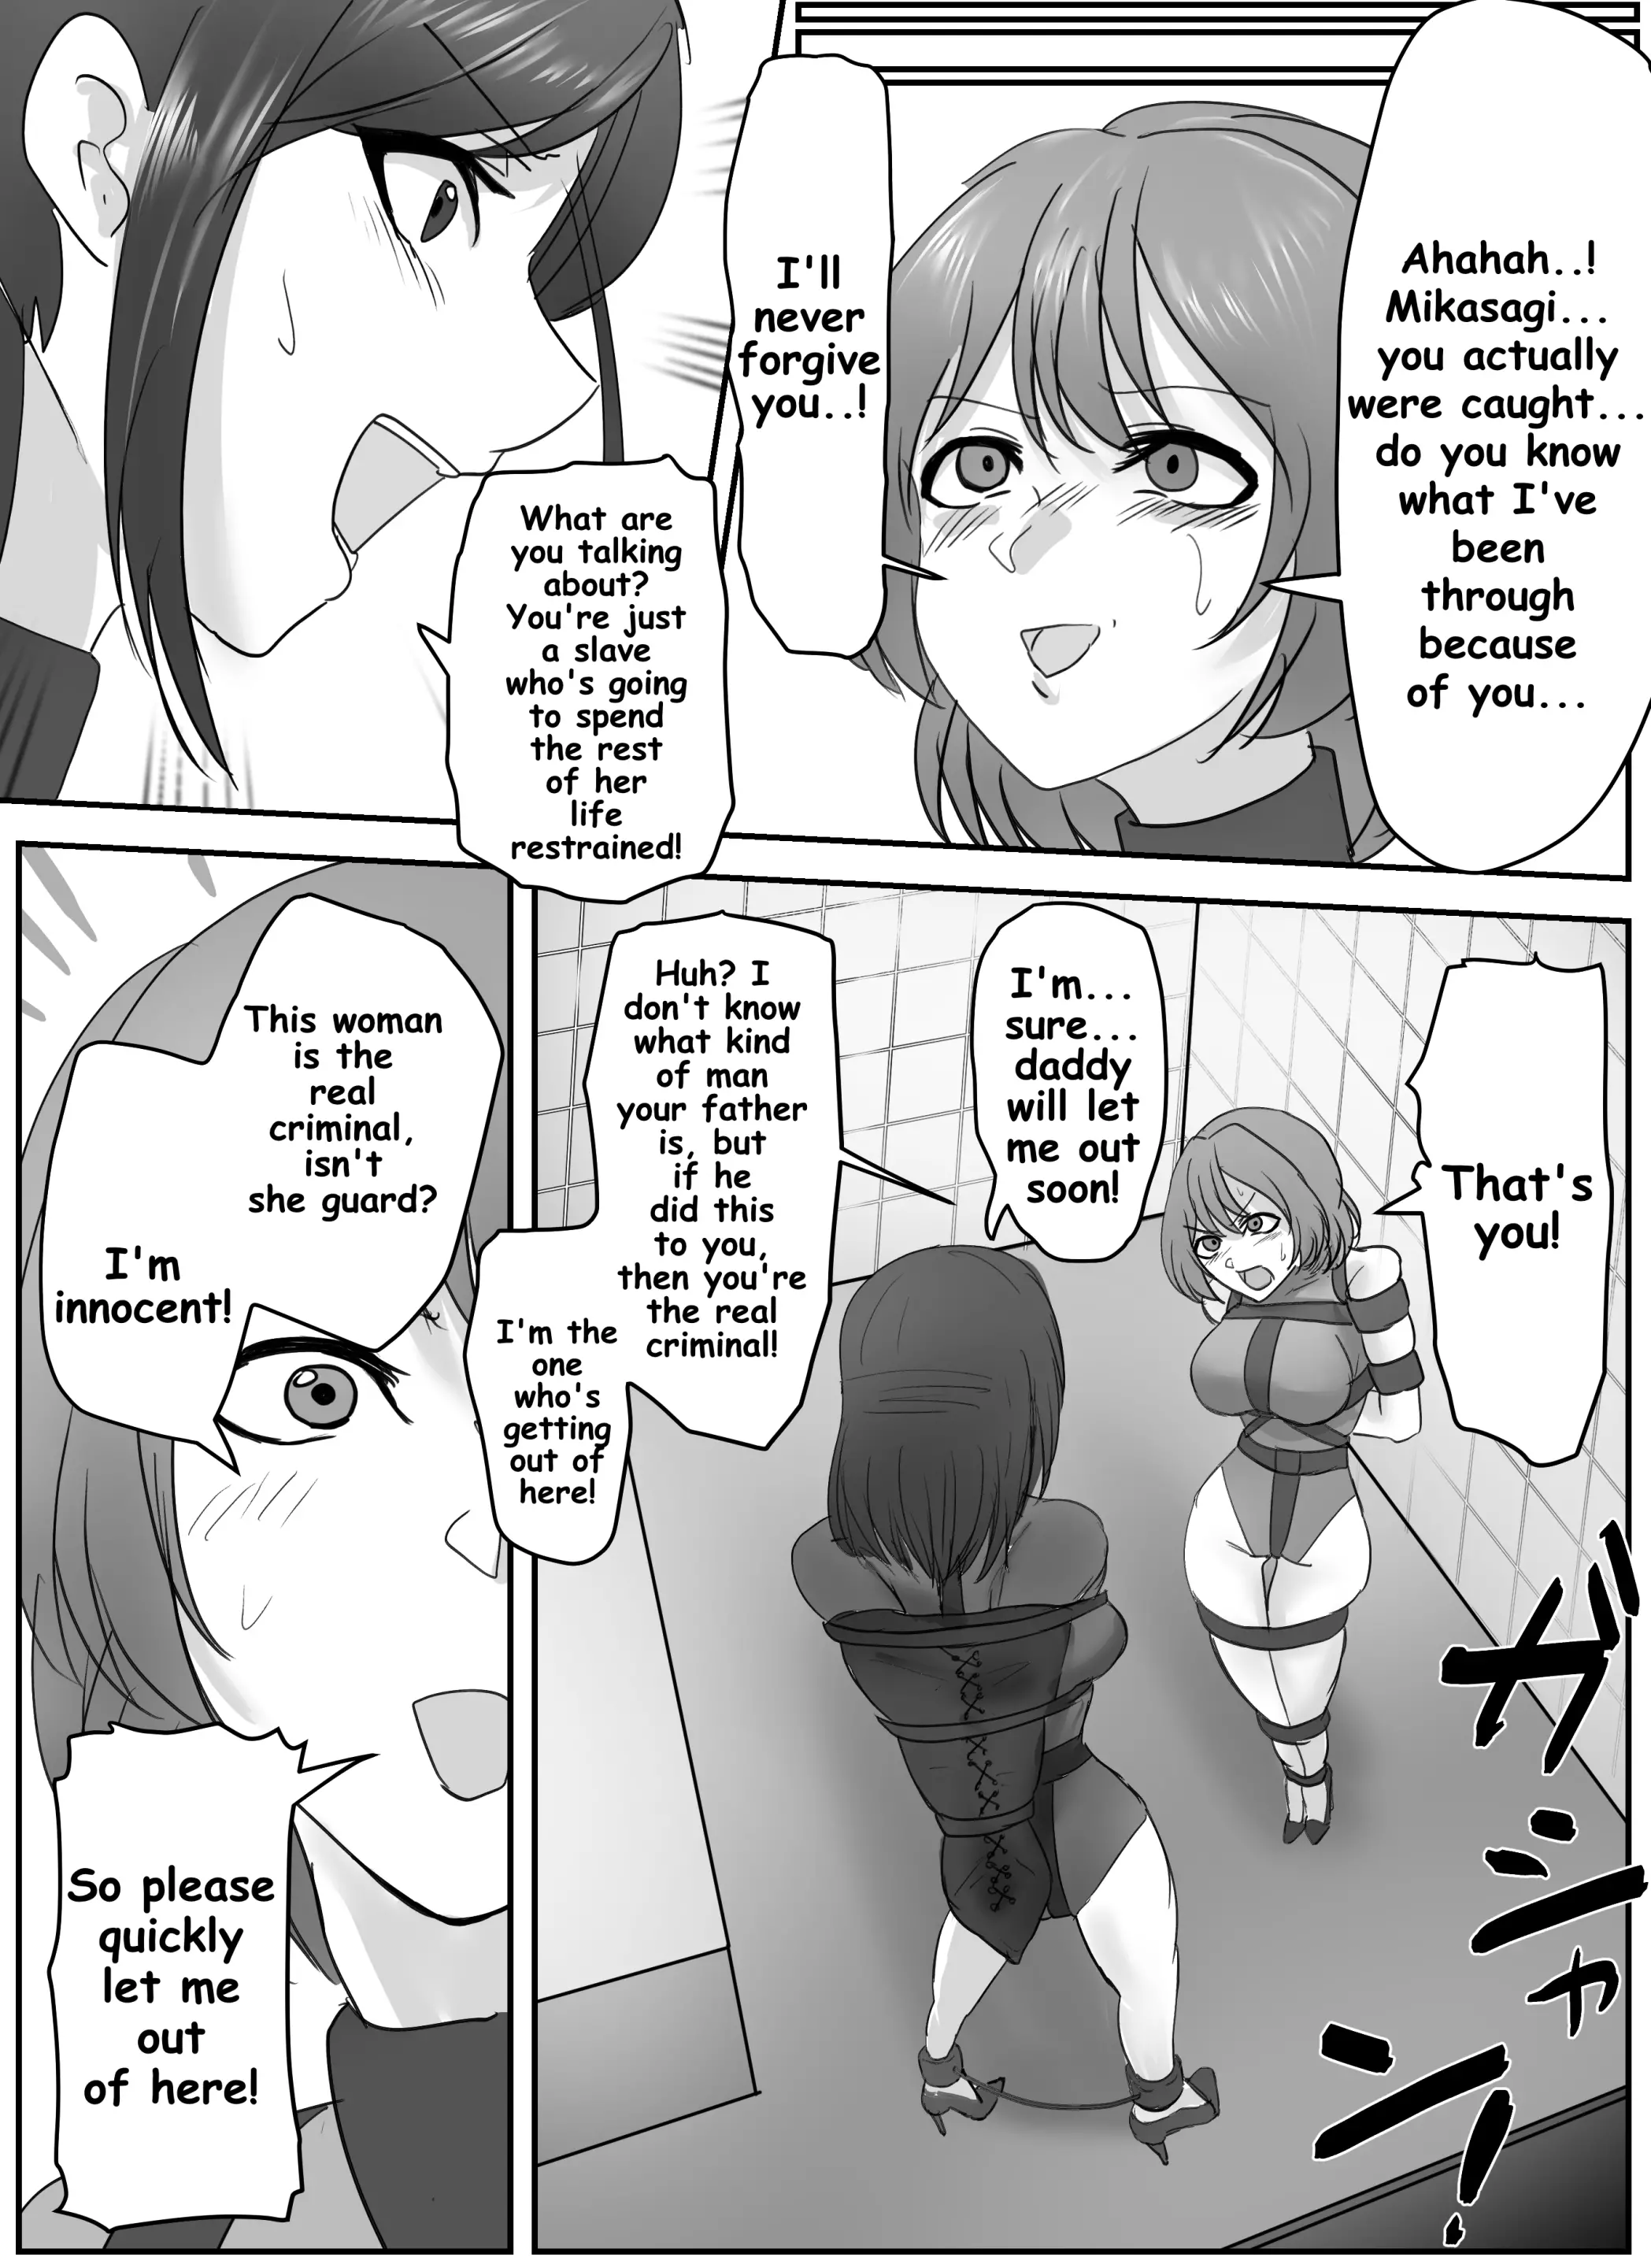 Ahahah..!
Mikasagi...
you actually
were caught...
do you know
what I've
been
through
because
of you...
I'll
never
forgive
you..!
What are
you talking
about?
You're just
a slave
who's going
to spend
the rest
of her
life
restrained!
That's
you!
I'm...
sure...
daddy
will let
me out
soon!
Huh? I
don't know
what kind
of man
your father
is, but
if he
did this
to you,
then you're
the real
criminal!
I'm the
one
who's
getting
out of
here!
ガシャン!
This woman
is the
real
criminal,
isn't
she guard?
I'm
innocent!
So please
quickly
let me
out
of here!